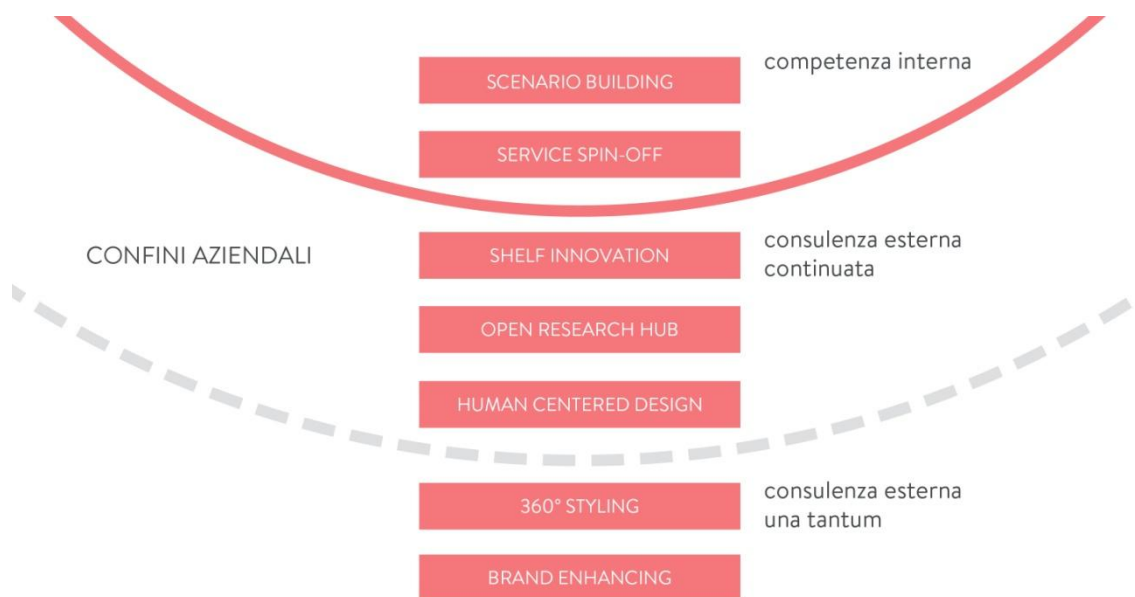 SCENARIO BUILDING
competenza interna
SERVICE SPIN-OFF
CONFINI AZIENDALI
SHELF INNOVATION
consulenza esterna
continuata
OPEN RESEARCH HUB
HUMAN CENTERED DESIGN
360° STYLING
consulenza esterna
una tantum
BRAND ENHANCING